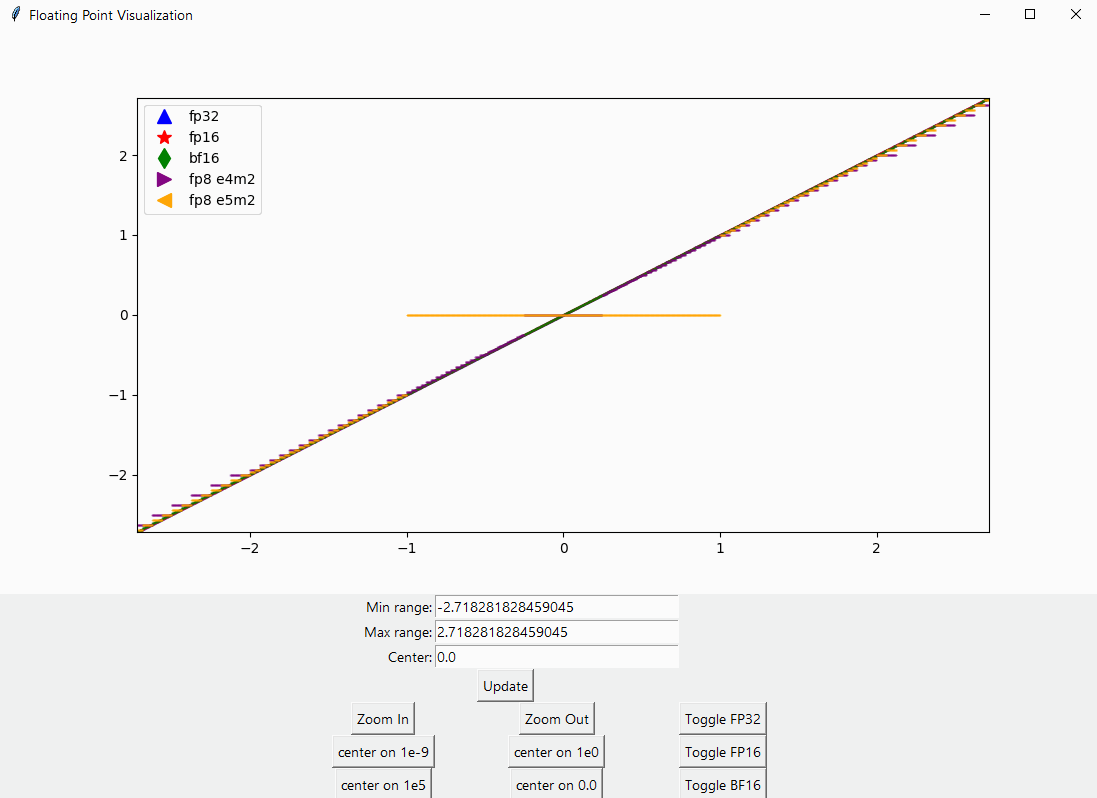 Floating Point Visualization
fp32
fp16
bf16
fp8 e4m2
fp8 e5m2
2
1
0
−1
−2
−2 −1 0 1 2
Min range: -2.718281828459045
Max range: 2.718281828459045
Center: 0.0
Update
Zoom In Zoom Out Toggle FP32
center on 1e-9 center on 1e0 Toggle FP16
center on 1e5 center on 0.0 Toggle BF16